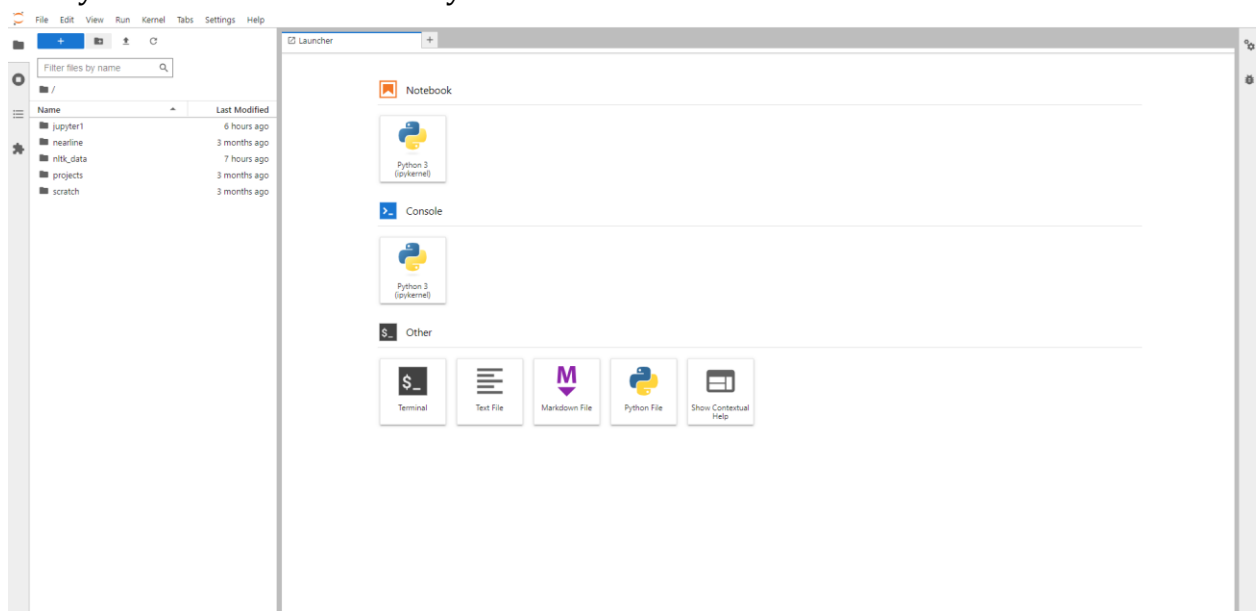 File Edit View Run Kernel Tabs Settings Help
+
Filter files by name
/
Name Last Modified
jupyter1 6 hours ago
nearline 3 months ago
nltk_data 7 hours ago
projects 3 months ago
scratch 3 months ago
Launcher +
Notebook
Python 3
(ipykernel)
Console
Python 3
(ipykernel)
$_ Other
$_
Terminal
Text File
M
Markdown File
Python File
Show Contextual
Help